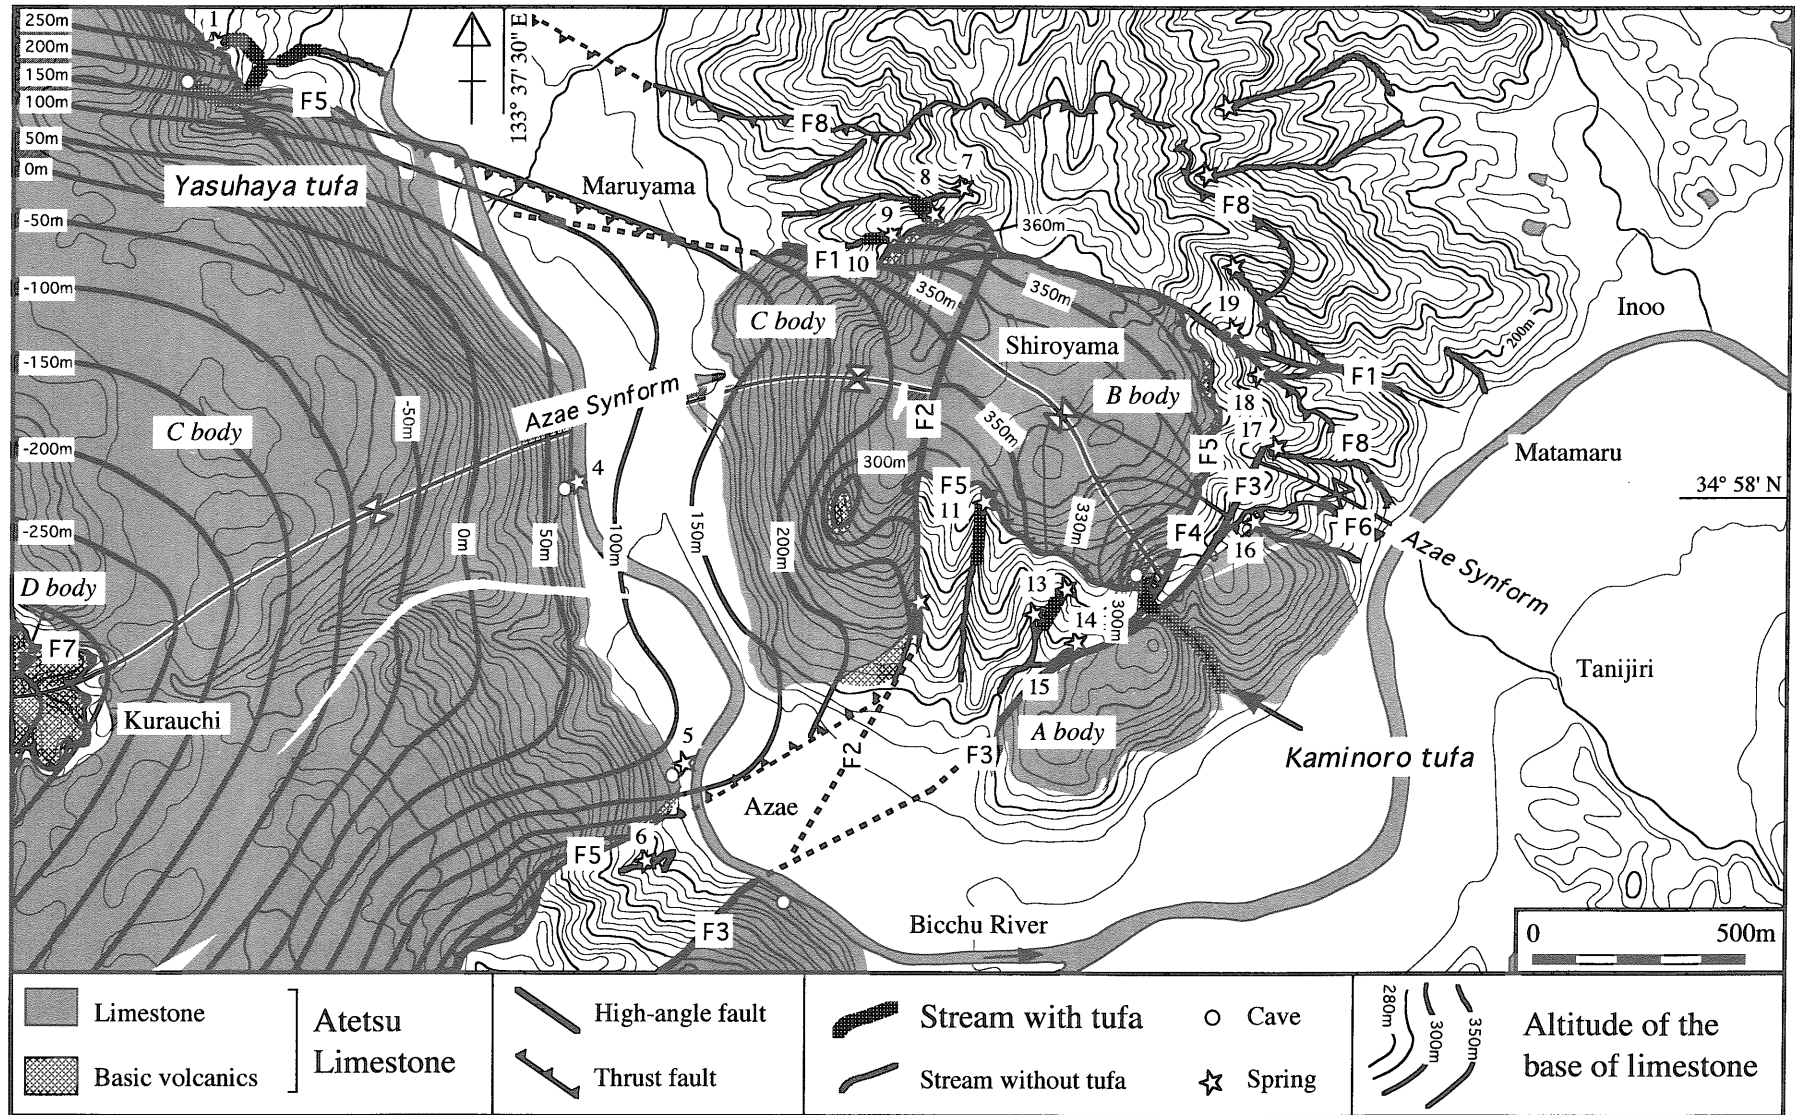 250m
200m
150m
100m
50m
0m
-50m
-100m
-150m
-200m
-250m
1
F5
133° 37' 30" E
F8
Maruyama
Yasuhaya tufa
7
8
9
F1
10
360m
F8
350m
350m
19
Inoo
200m
C body
Shiroyama
B body
F1
Azae Synform
C body
-50m
F2
350m
18
17
F8
F5
Matamaru
34° 58' N
300m
4
F5
11
F3
330m
F4
F6
16
Azae Synform
0m
50m
100m
150m
200m
D body
F7
13
14
300m
15
Tanijiri
Kurauchi
5
A body
F3
F2
Kaminoro tufa
Azae
6
F5
F3
Bicchu River
0
500m
Limestone
Basic volcanics
Atetsu
Limestone
High-angle fault
Thrust fault
Stream with tufa
Stream without tufa
Cave
Spring
280m
300m
350m
Altitude of the
base of limestone